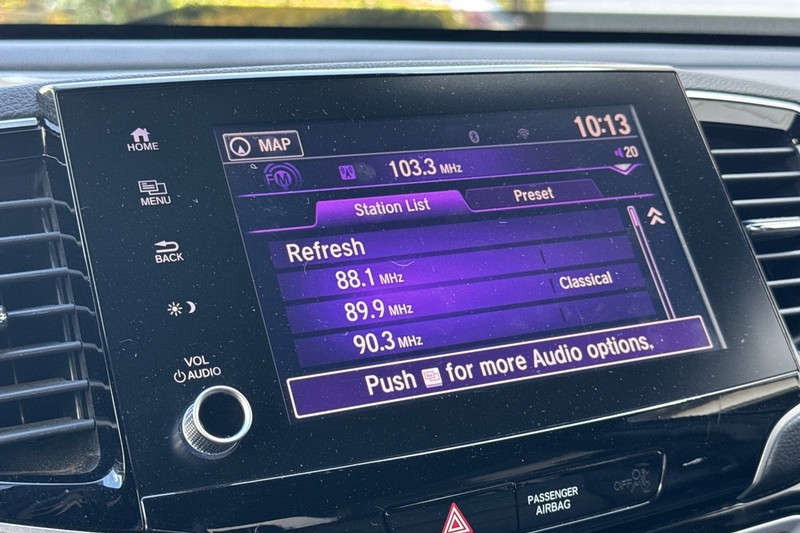 HOME
MENU
BACK
VOL
AUDIO
MAP
10:13
FM
103.3 MHz
20
Station List
Preset
Refresh
88.1 MHz
89.9 MHz Classical
90.3 MHz
Push for more Audio options.
PASSENGER
AIRBAG
OFF